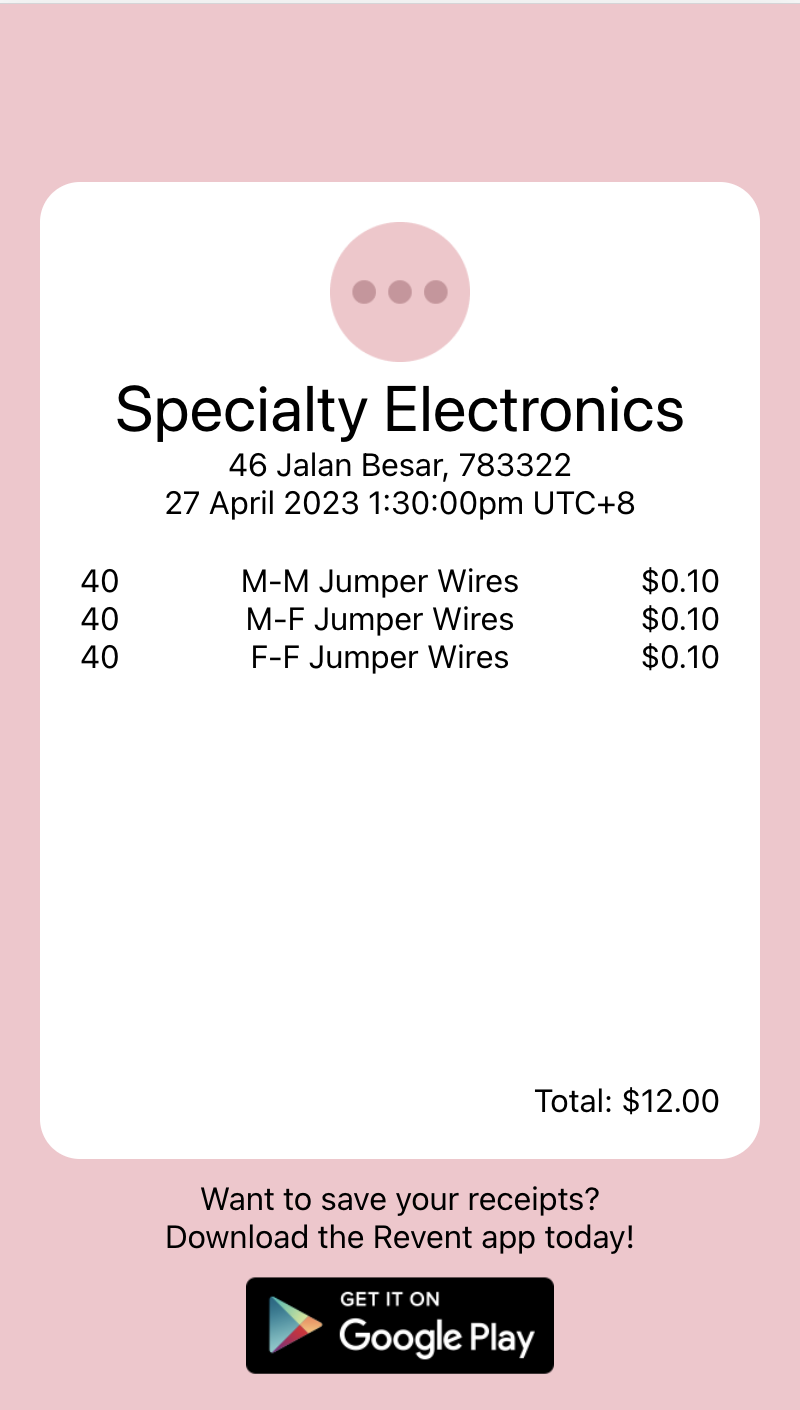 Specialty Electronics
46 Jalan Besar, 783322
27 April 2023 1:30:00pm UTC+8
40 M-M Jumper Wires $0.10
40 M-F Jumper Wires $0.10
40 F-F Jumper Wires $0.10
Total: $12.00
Want to save your receipts?
Download the Revent app today!
GET IT ON
Google Play